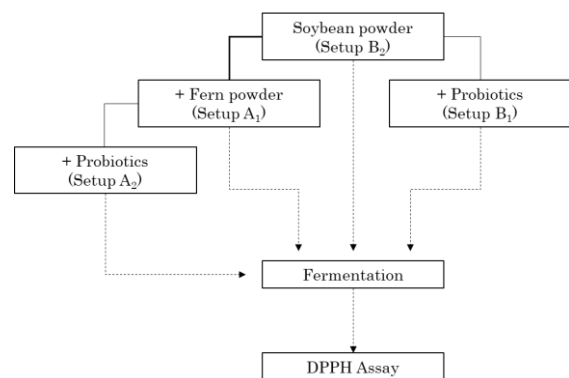 Soybean powder
(Setup B₂)
+ Fern powder
(Setup A₁)
+ Probiotics
(Setup B₁)
+ Probiotics
(Setup A₂)
Fermentation
DPPH Assay